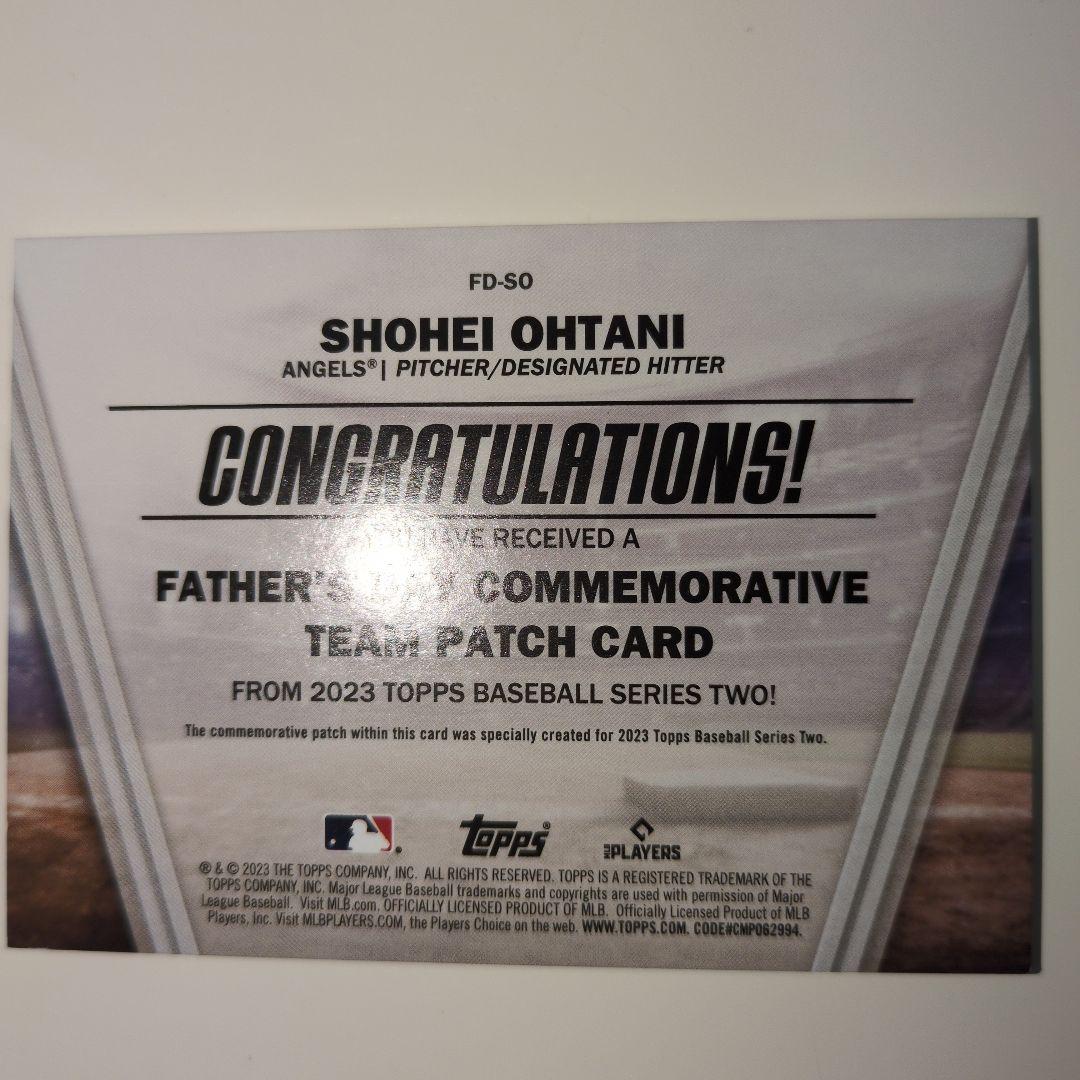 FD-SO
SHOHEI OHTANI
ANGELS® | PITCHER/DESIGNATED HITTER
CONGRATULATIONS!
YOU HAVE RECEIVED A
FATHER'S DAY COMMEMORATIVE
TEAM PATCH CARD
FROM 2023 TOPPS BASEBALL SERIES TWO!
The commemorative patch within this card was specially created for 2023 Topps Baseball Series Two.
topps®
MLB PLAYERS
® & © 2023 THE TOPPS COMPANY, INC. ALL RIGHTS RESERVED. TOPPS IS A REGISTERED TRADEMARK OF THE
TOPPS COMPANY, INC. Major League Baseball trademarks and copyrights are used with permission of Major
League Baseball. Visit MLB.com. OFFICIALLY LICENSED PRODUCT OF MLB. Officially Licensed Product of MLB
Players, Inc. Visit MLBPLAYERS.COM, the Players Choice on the web. WWW.TOPPS.COM. CODE#CMP062994.